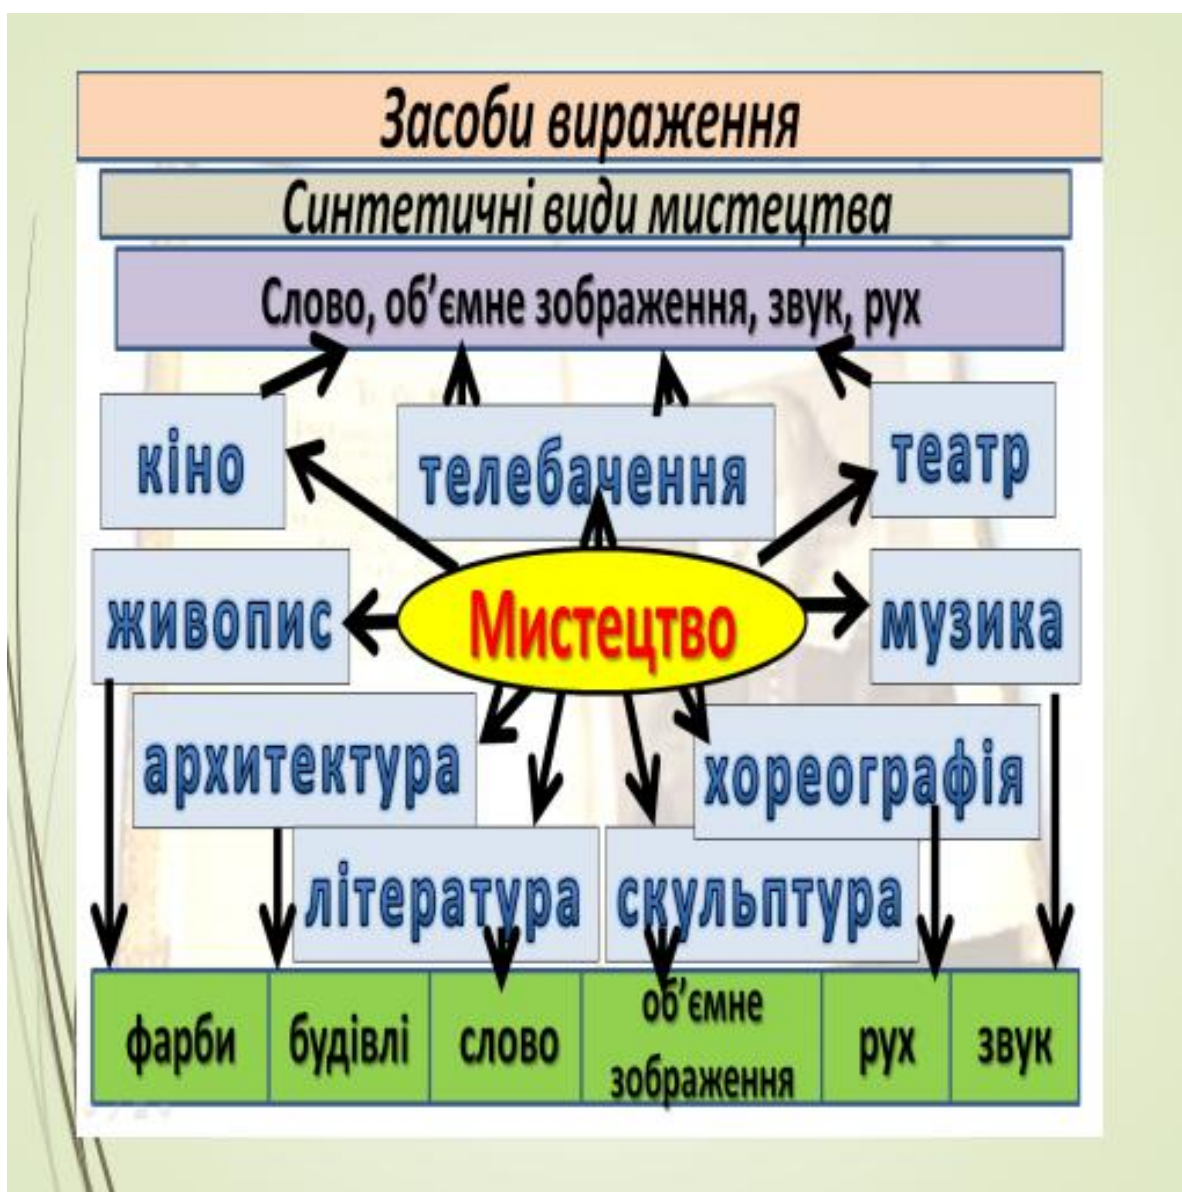 Засоби вираження
Синтетичні види мистецтва
Слово, об’ємне зображення, звук, рух
кіно
телебачення
театр
живопис
Мистецтво
музика
архитектура
хореографія
література
скульптура
фарби
будівлі
слово
об’ємне
зображення
рух
звук